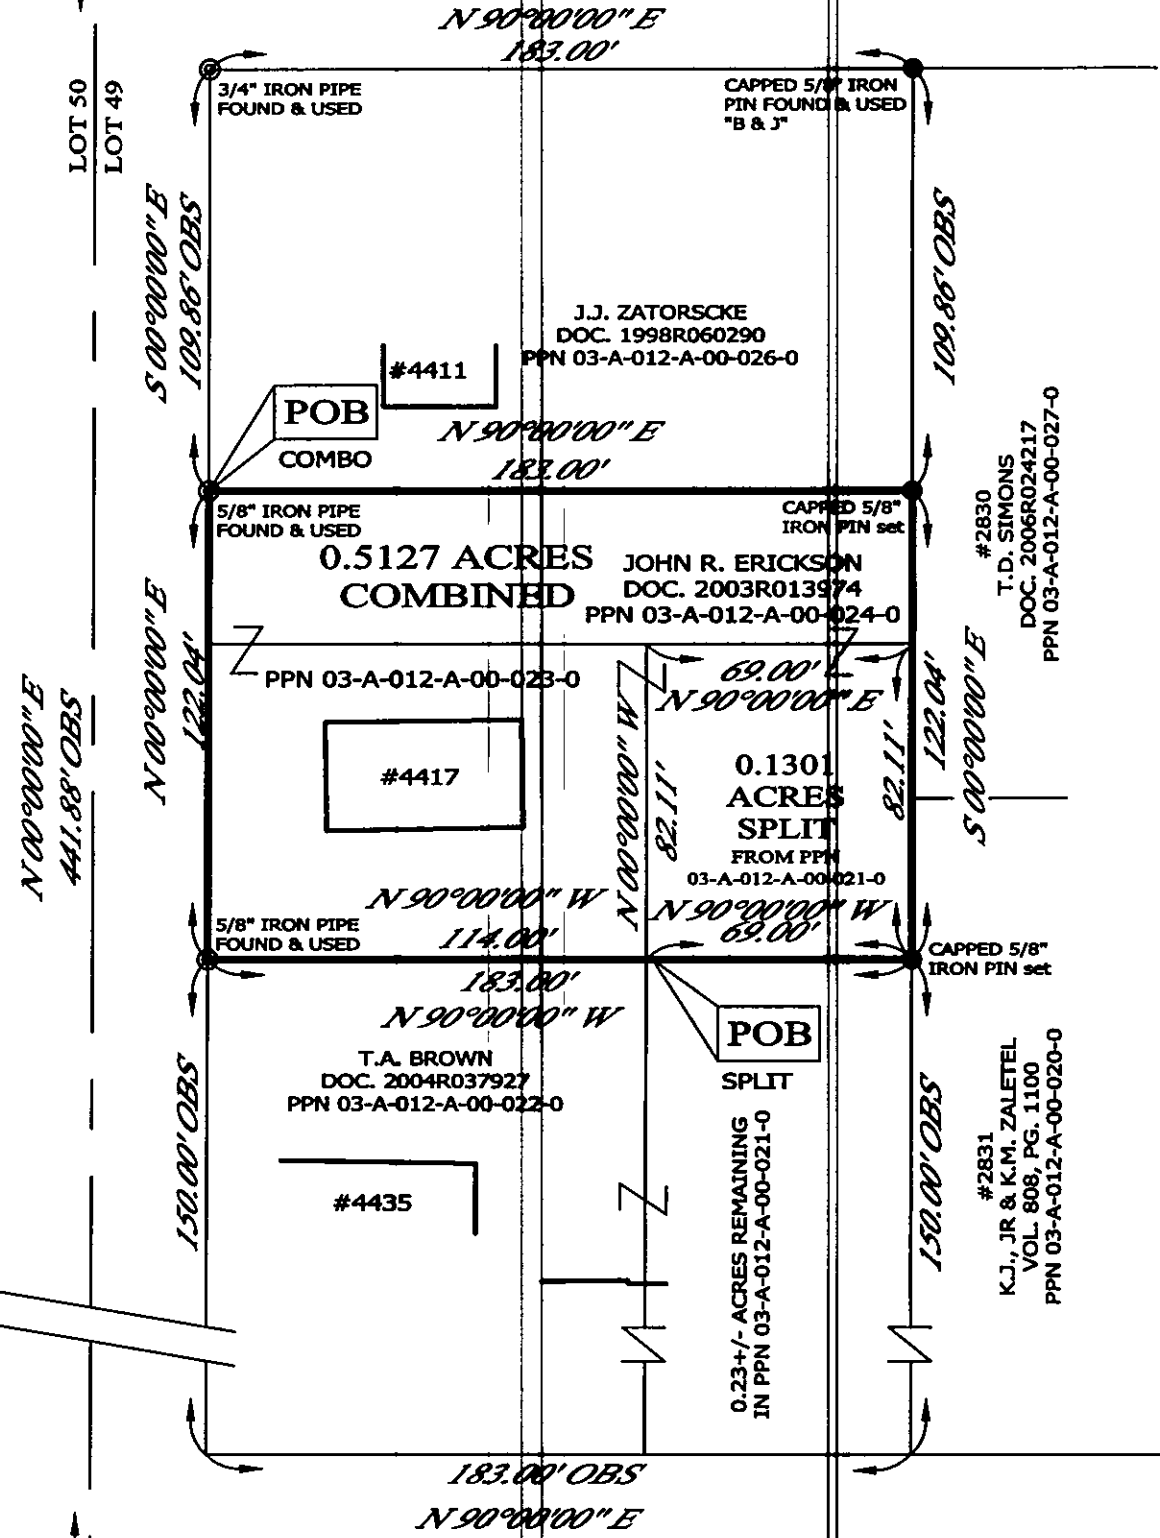 N 90°00'00" E
183.00'
LOT 50
LOT 49
3/4" IRON PIPE
FOUND & USED
CAPPED 5/8" IRON
PIN FOUND & USED
"B & J"
S 00°00'00" E
109.86' OBS
109.86' OBS
J.J. ZATORSCKE
DOC. 1998R060290
PPN 03-A-012-A-00-026-0
#4411
POB
COMBO
N 90°00'00" E
183.00'
#2830
T.D. SIMONS
DOC. 2006R024217
PPN 03-A-012-A-00-027-0
5/8" IRON PIPE
FOUND & USED
CAPPED 5/8"
IRON PIN set
0.5127 ACRES
COMBINED
JOHN R. ERICKSON
DOC. 2003R013974
PPN 03-A-012-A-00-024-0
N 00°00'00" E
122.04'
PPN 03-A-012-A-00-023-0
69.00'
N 90°00'00" E
N 00°00'00" E
441.88' OBS
#4417
N 00°00'00" W
82.11'
0.1301
ACRES
SPLIT
FROM PPN
03-A-012-A-00-021-0
82.11'
122.04'
S 00°00'00" E
N 90°00'00" W
114.00'
N 90°00'00" W
69.00'
5/8" IRON PIPE
FOUND & USED
CAPPED 5/8"
IRON PIN set
183.00'
N 90°00'00" W
POB
SPLIT
T.A. BROWN
DOC. 2004R037927
PPN 03-A-012-A-00-022-0
150.00' OBS
#4435
0.23+/- ACRES REMAINING
IN PPN 03-A-012-A-00-021-0
150.00' OBS
#2831
K.J., JR & K.M. ZALETEL
VOL. 808, PG. 1100
PPN 03-A-012-A-00-020-0
183.00' OBS
N 90°00'00" E